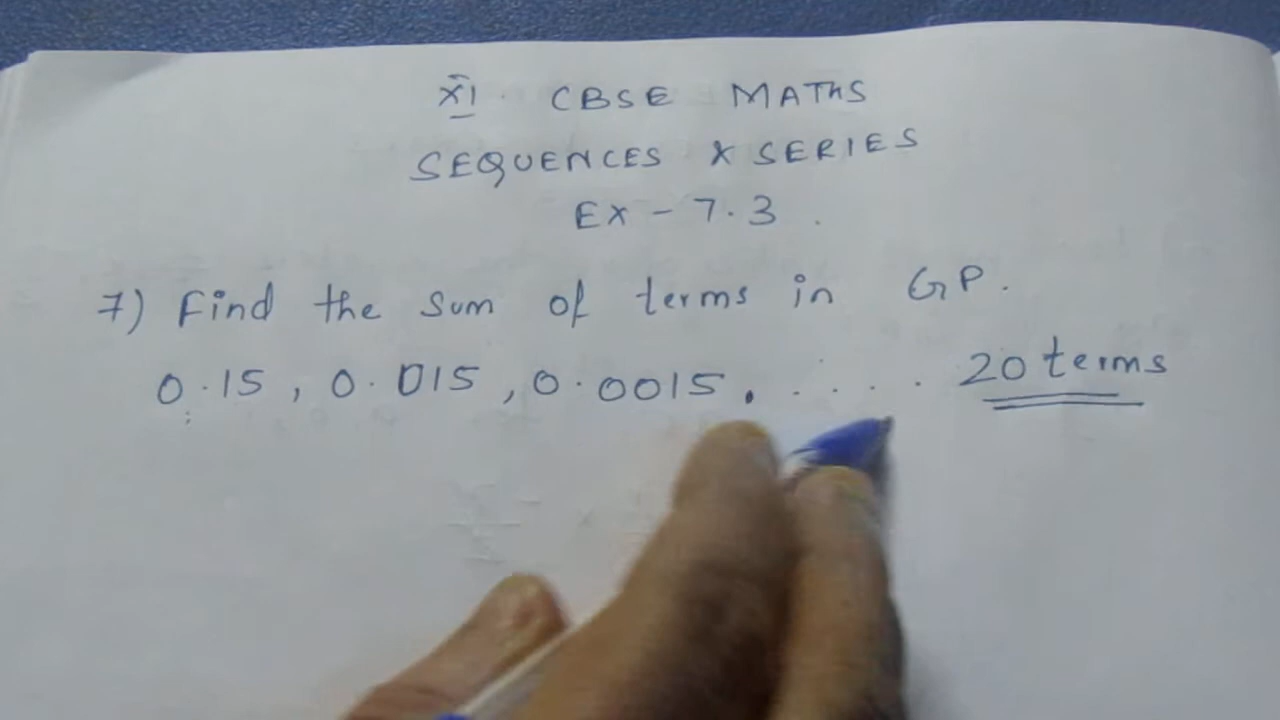 XI. CBSE MATHS
SEQUENCES & SERIES
EX - 7.3.
7) Find the sum of terms in GP.
0.15, 0.015, 0.0015, ..... 20 terms